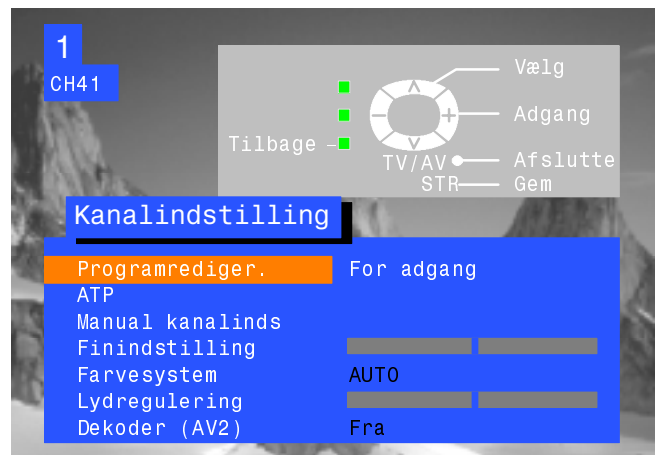 1
CH41
Vælg
Adgang
Tilbage
TV/AV
Afslutte
STR
Gem
Kanalindstilling
Programrediger. For adgang
ATP
Manual kanalinds
Finindstilling
Farvesystem AUTO
Lydregulering
Dekoder (AV2) Fra